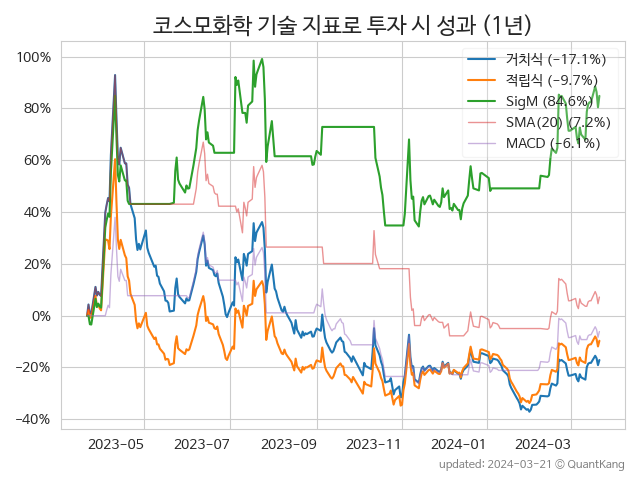 코스모화학 기술 지표로 투자 시 성과 (1년)
100%
80%
60%
40%
20%
0%
−20%
−40%
거치식 (−17.1%)
적립식 (−9.7%)
SigM (84.6%)
SMA(20) (7.2%)
MACD (−6.1%)
2023-05 2023-07 2023-09 2023-11 2024-01 2024-03
updated: 2024-03-21 © QuantKang